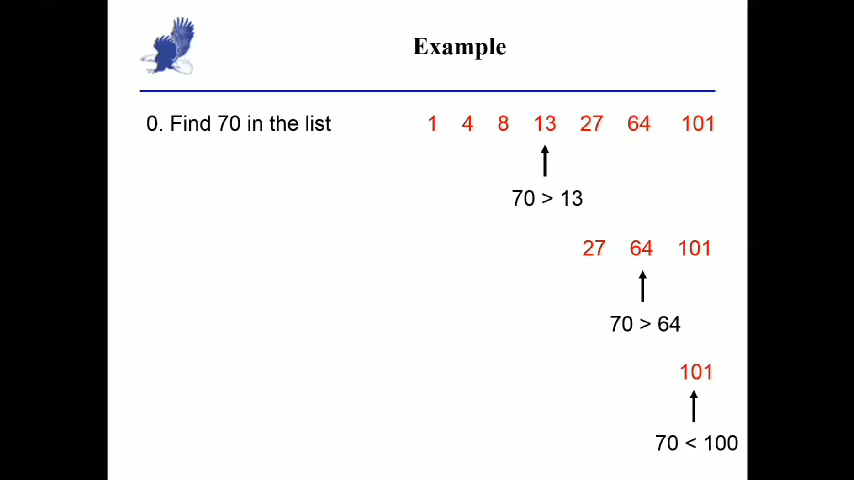 Example
0. Find 70 in the list 1 4 8 13 27 64 101
70 > 13
27 64 101
70 > 64
101
70 < 100